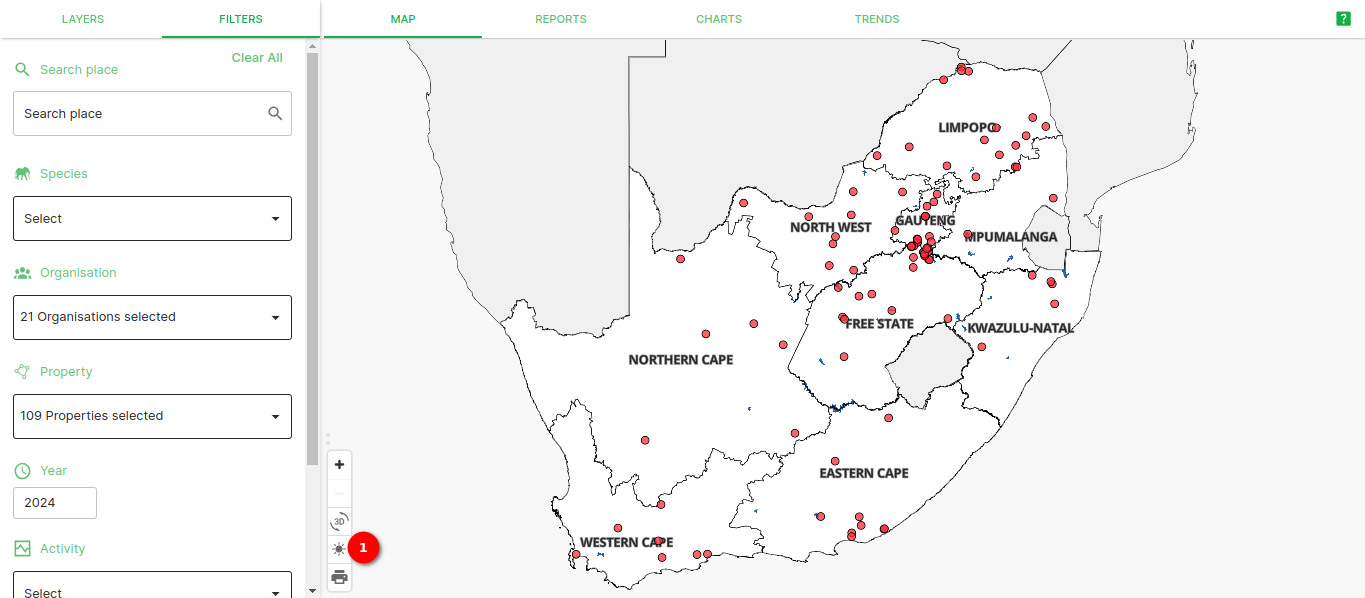 LAYERS
FILTERS
MAP
REPORTS
CHARTS
TRENDS
?
Clear All
Search place
Search place
Species
Select
Organisation
21 Organisations selected
Property
109 Properties selected
Year
2024
Activity
Select
+
3D
1
LIMPOPO
GAUTENG
NORTH WEST
MPUMALANGA
FREE STATE
KWAZULU-NATAL
NORTHERN CAPE
EASTERN CAPE
WESTERN CAPE